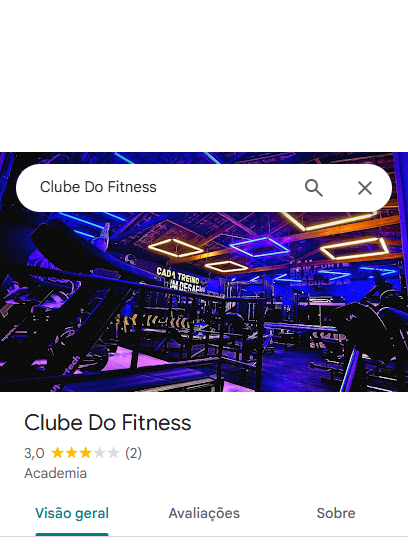 Clube Do Fitness
CADA TREINO
UM DESAFIO
Clube Do Fitness
3,0 (2)
Academia
Visão geral Avaliações Sobre